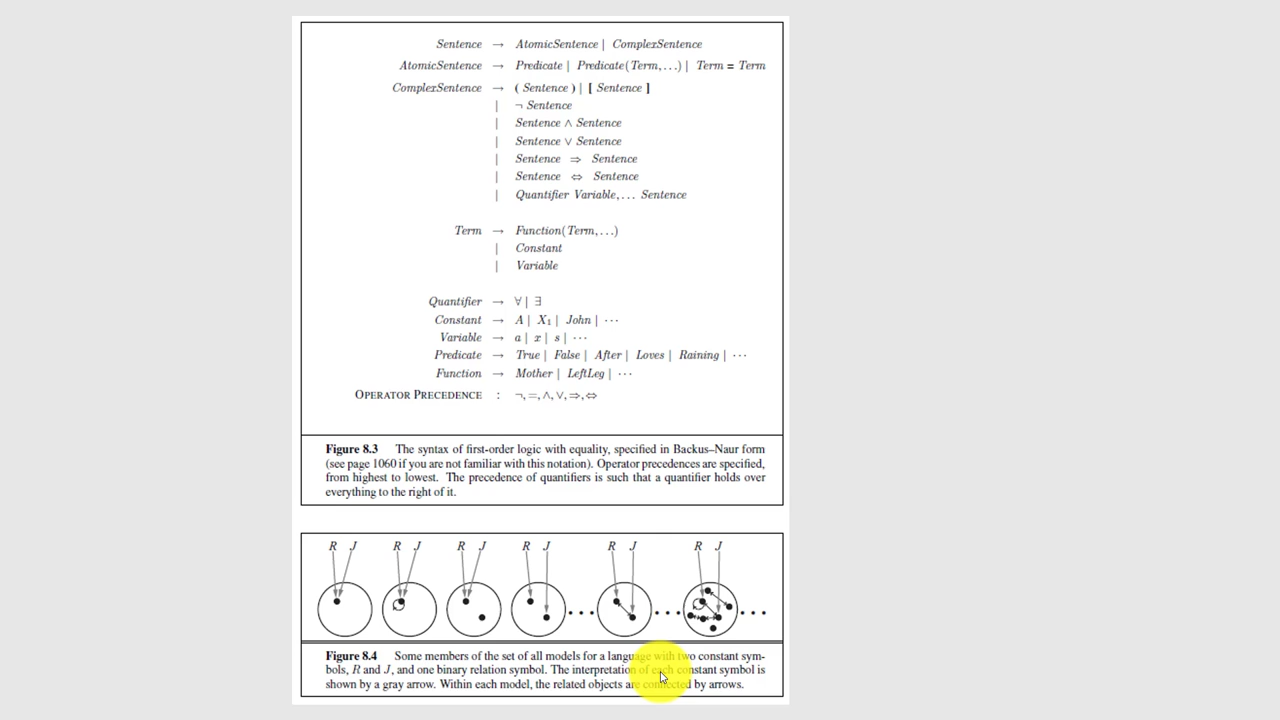 Sentence → AtomicSentence | ComplexSentence
AtomicSentence → Predicate | Predicate(Term,...) | Term = Term
ComplexSentence → ( Sentence ) | [ Sentence ]
| ¬ Sentence
| Sentence ∧ Sentence
| Sentence ∨ Sentence
| Sentence ⇒ Sentence
| Sentence ⇔ Sentence
| Quantifier Variable,... Sentence
Term → Function(Term,...)
| Constant
| Variable
Quantifier → ∀ | ∃
Constant → A | X₁ | John | ···
Variable → a | x | s | ···
Predicate → True | False | After | Loves | Raining | ···
Function → Mother | LeftLeg | ···
OPERATOR PRECEDENCE : ¬,=,∧,∨,⇒,⇔
Figure 8.3 The syntax of first-order logic with equality, specified in Backus–Naur form
(see page 1060 if you are not familiar with this notation). Operator precedences are specified,
from highest to lowest. The precedence of quantifiers is such that a quantifier holds over
everything to the right of it.
R J R J R J R J R J R J
Figure 8.4 Some members of the set of all models for a language with two constant sym-
bols, R and J, and one binary relation symbol. The interpretation of each constant symbol is
shown by a gray arrow. Within each model, the related objects are connected by arrows.